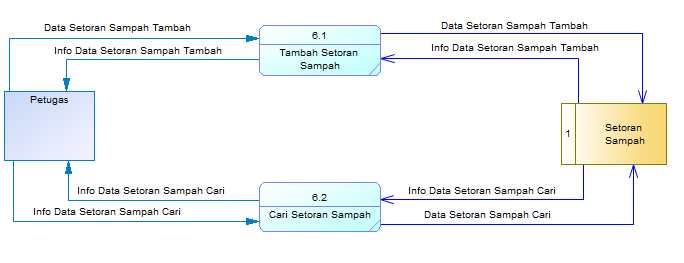 Data Setoran Sampah Tambah
Data Setoran Sampah Tambah
6.1
Info Data Setoran Sampah Tambah
Info Data Setoran Sampah Tambah
Tambah Setoran
Sampah
Petugas
1
Setoran
Sampah
Info Data Setoran Sampah Cari
6.2
Info Data Setoran Sampah Cari
Info Data Setoran Sampah Cari
Cari Setoran Sampah
Data Setoran Sampah Cari